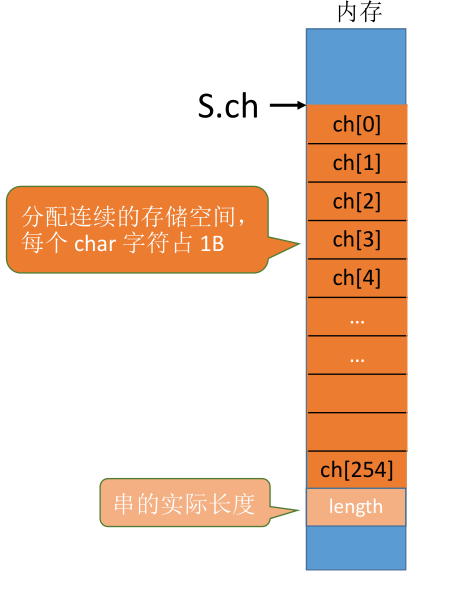 内存
S.ch
ch[0]
ch[1]
ch[2]
ch[3]
ch[4]
...
...
ch[254]
length
分配连续的存储空间，
每个 char 字符占 1B
串的实际长度